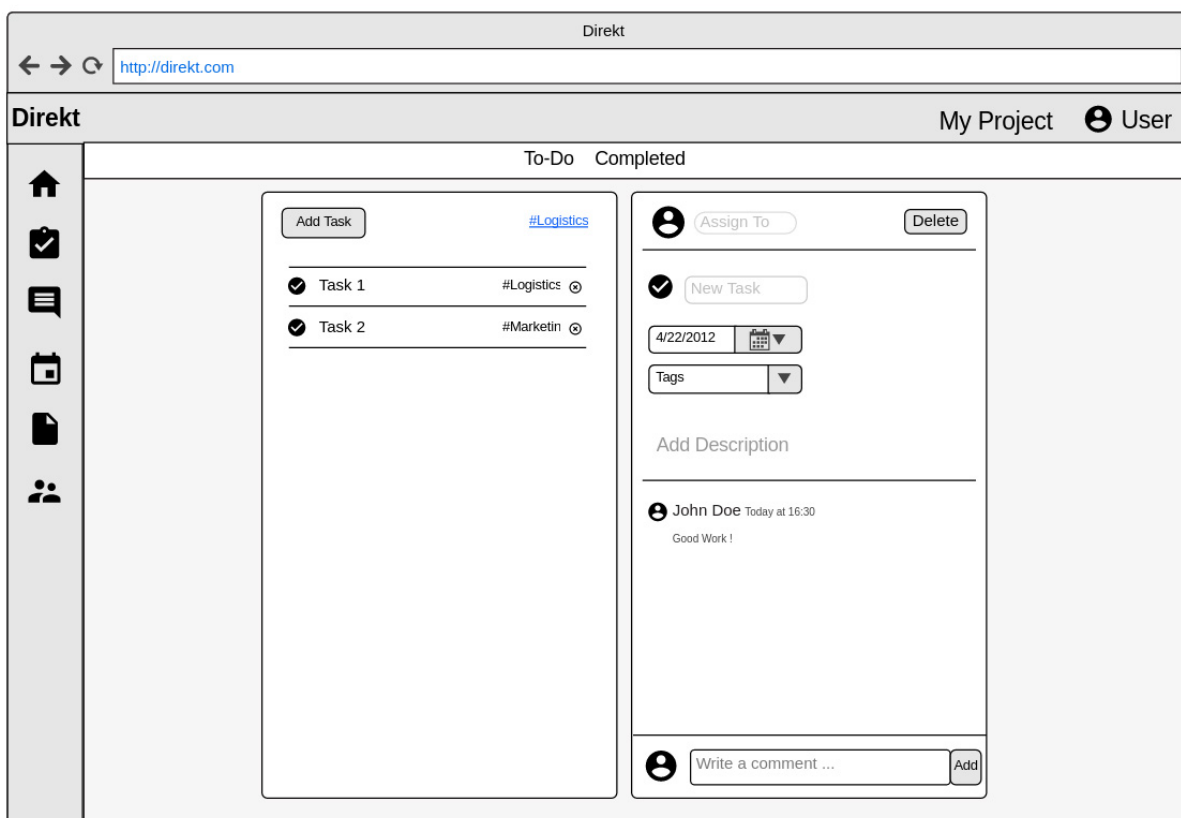 Direkt
http://direkt.com
Direkt
My Project
User
To-Do Completed
Add Task
#Logistics
Task 1 #Logistics
Task 2 #Marketin
Assign To
Delete
New Task
4/22/2012
Tags
Add Description
John Doe Today at 16:30
Good Work !
Write a comment ...
Add